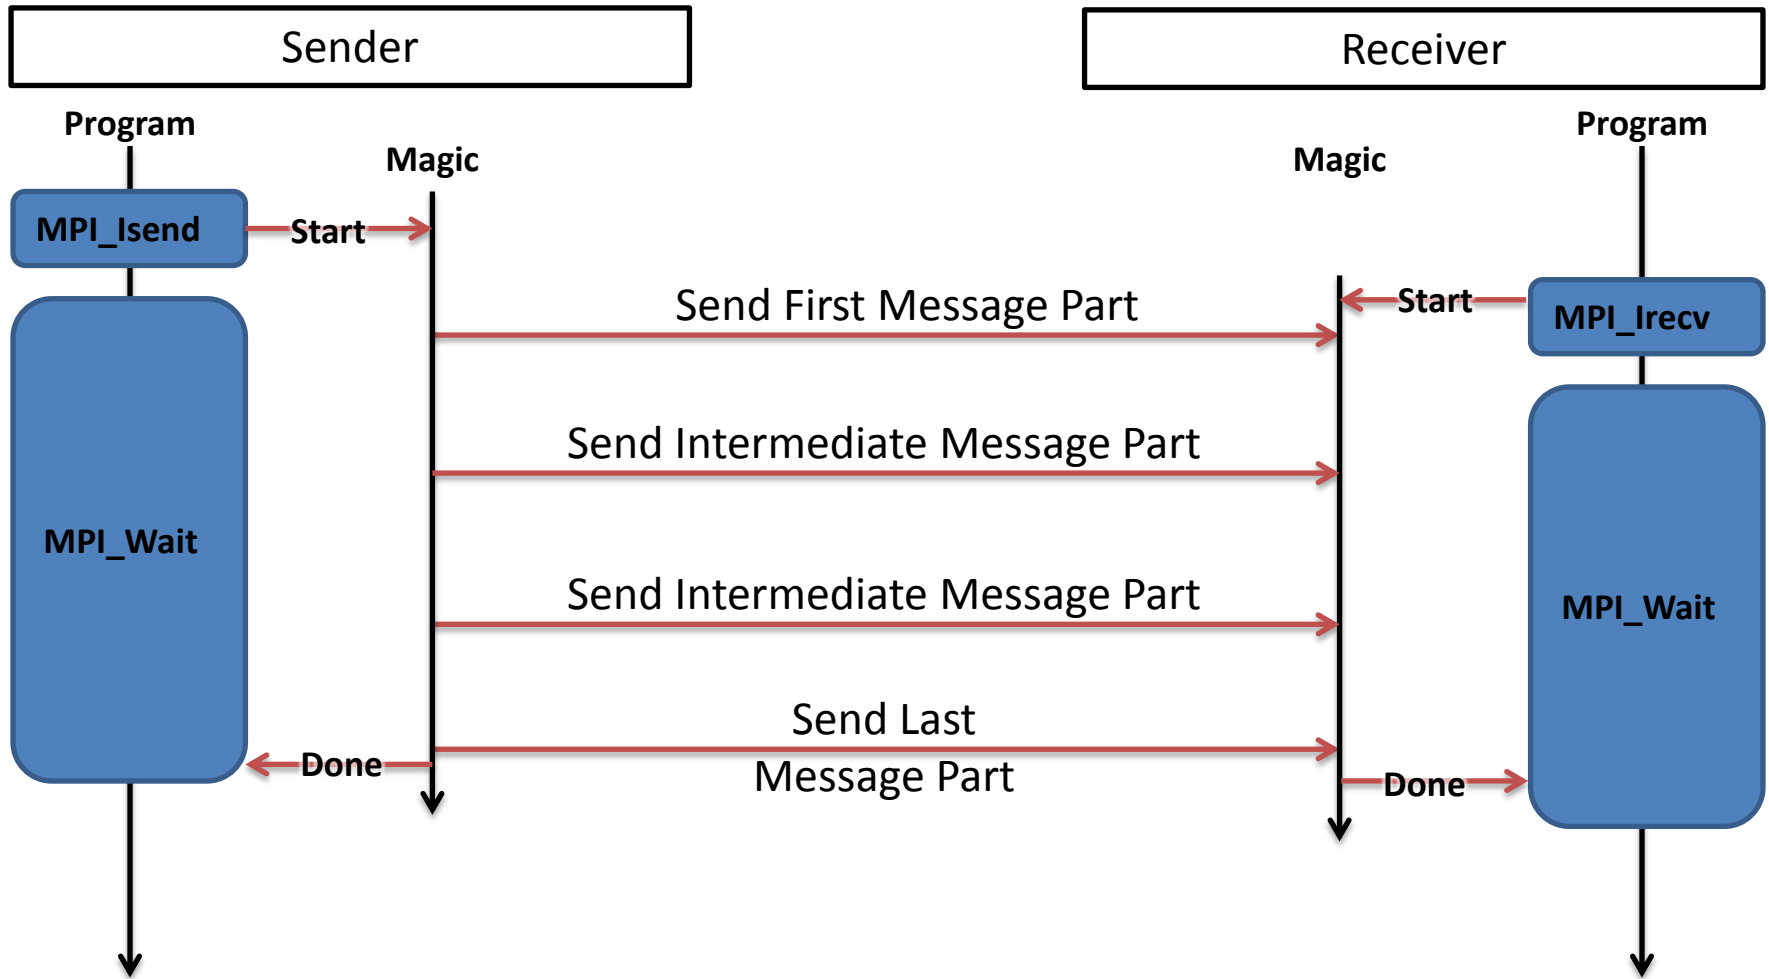 Sender
Receiver
Program
Program
Magic
Magic
MPI_Isend
Start
Send First Message Part
Start
MPI_Irecv
Send Intermediate Message Part
MPI_Wait
Send Intermediate Message Part
MPI_Wait
Send Last
Done
Message Part
Done